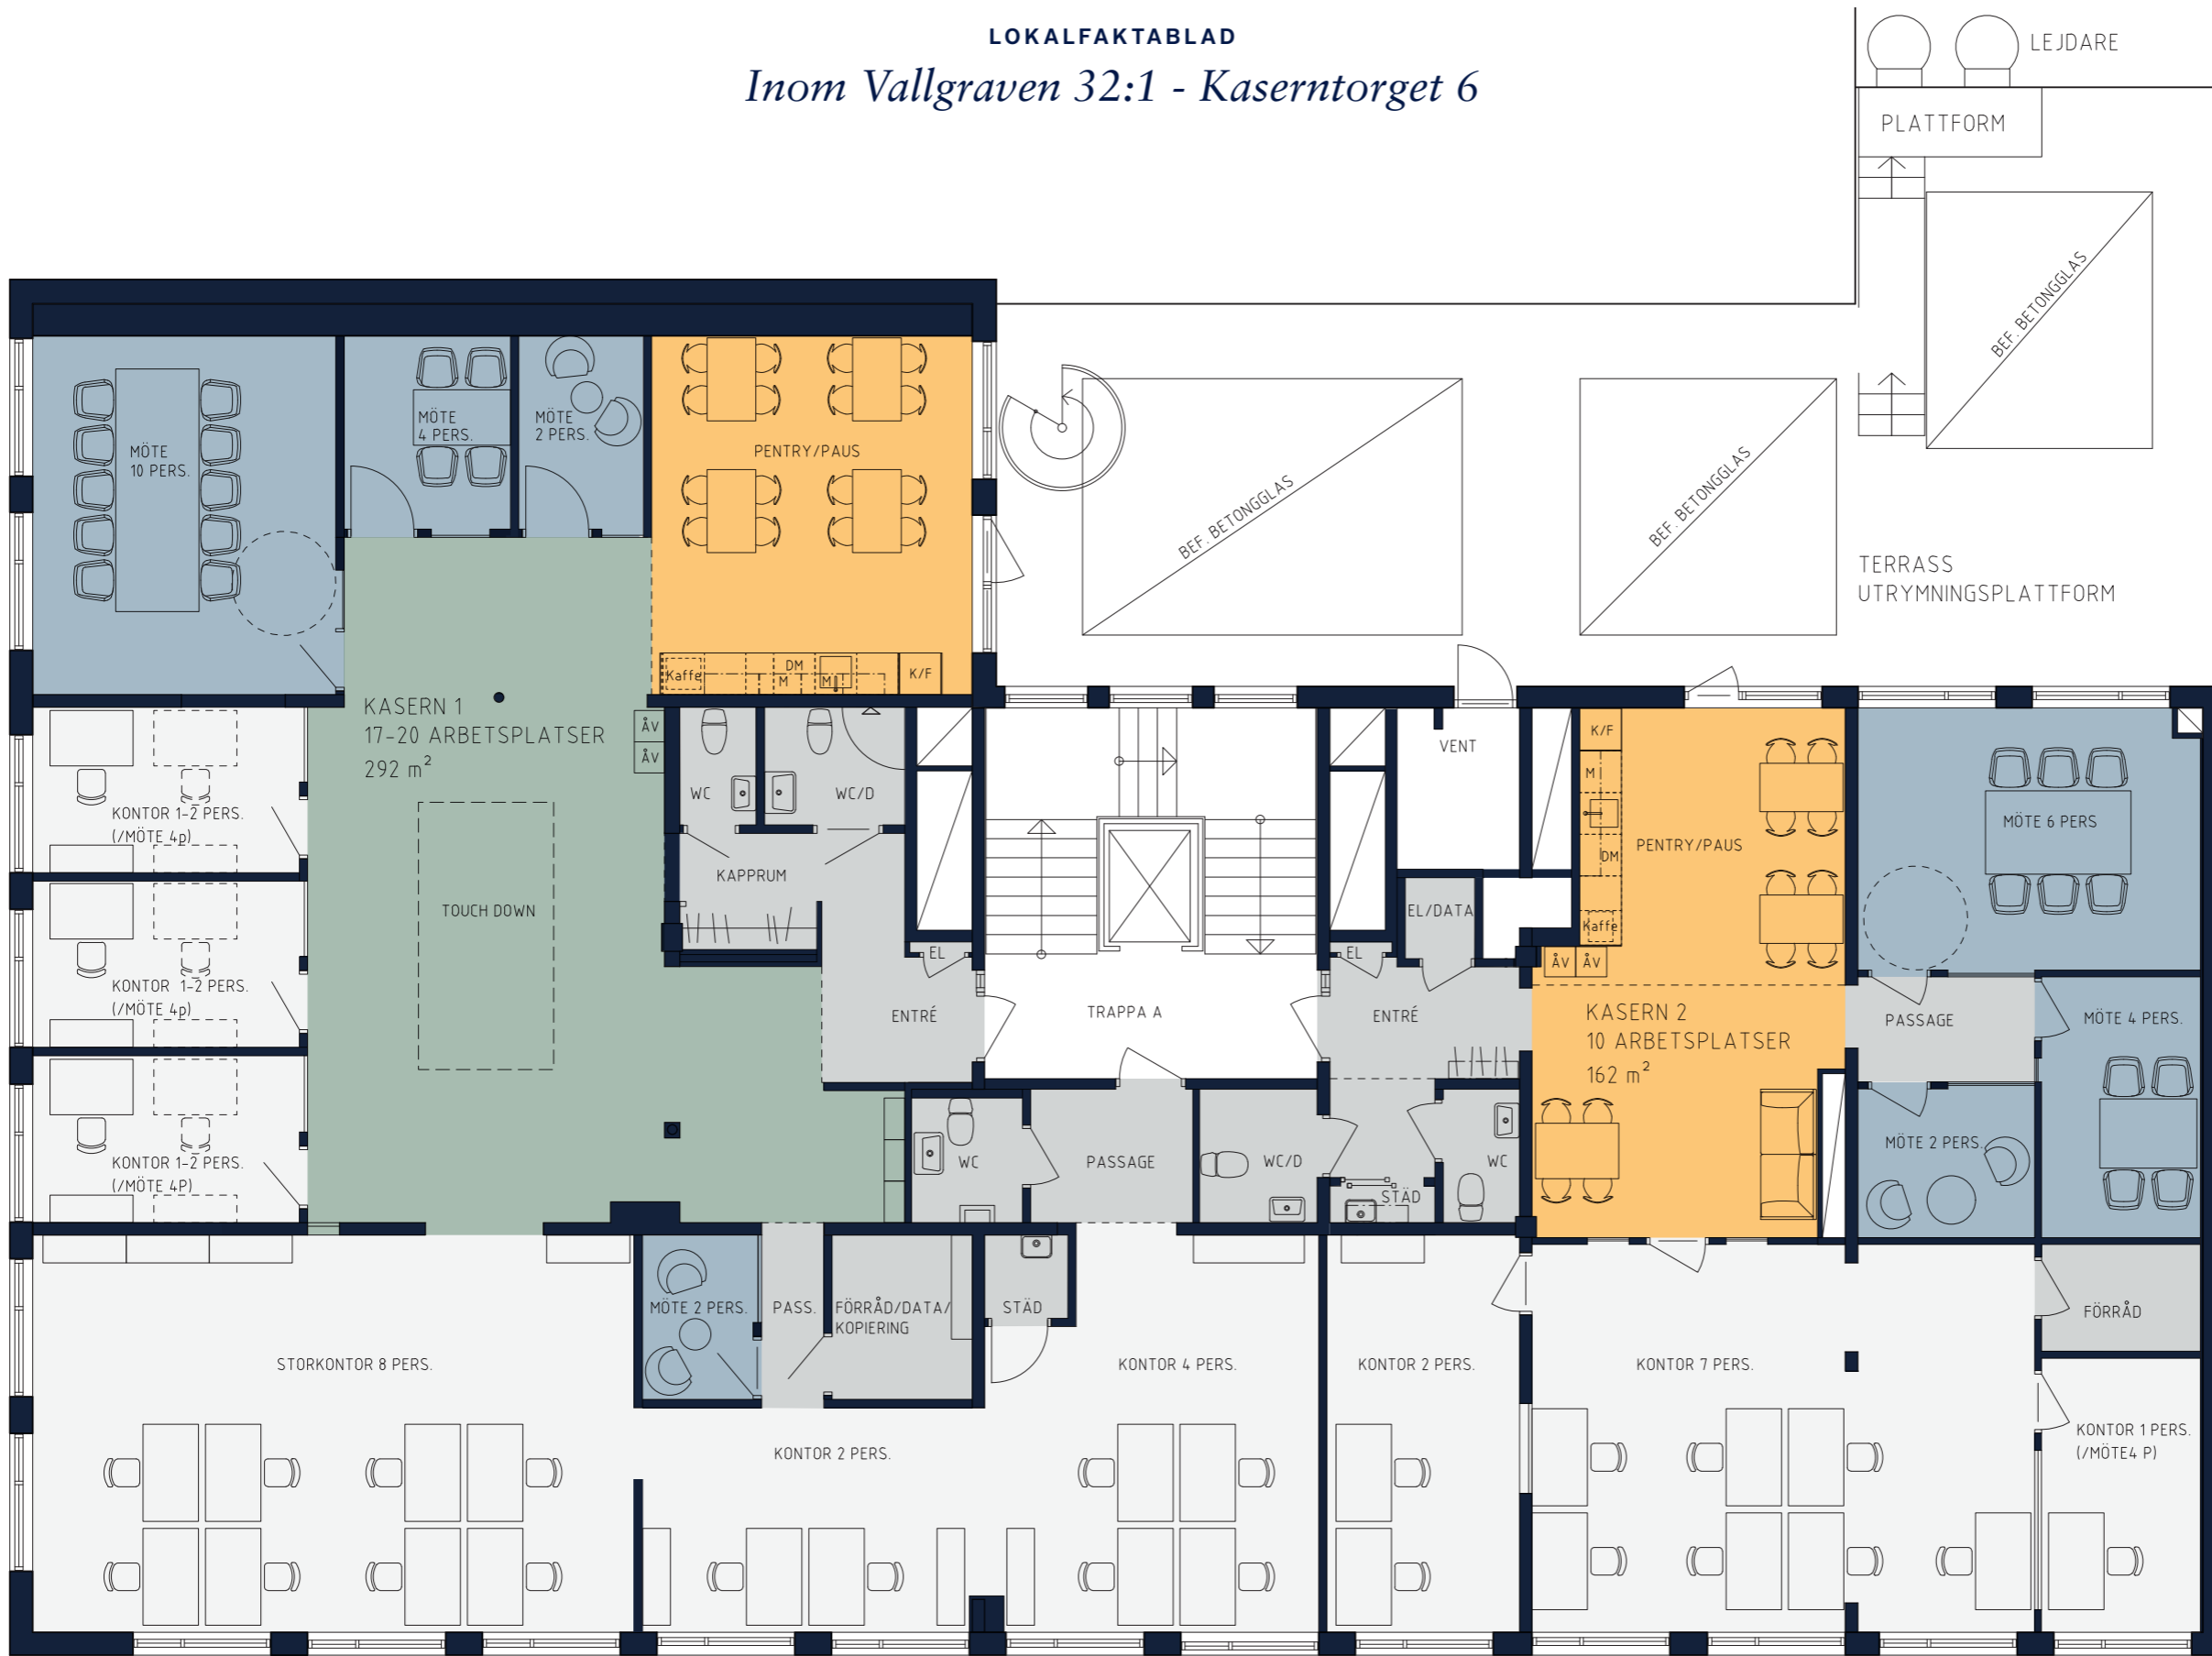 LOKALFAKTABLAD
Inom Vallgraven 32:1 - Kaserntorget 6
LEJDARE
PLATTFORM
BEF. BETONGGLAS
BEF. BETONGGLAS
BEF. BETONGGLAS
TERRASS
UTRYMNINGSPLATTFORM
MÖTE
10 PERS.
MÖTE
4 PERS.
MÖTE
2 PERS.
PENTRY/PAUS
Kaffe
DM
M
M
K/F
KASERN 1
17-20 ARBETSPLATSER
292 m²
ÅV
ÅV
WC
WC/D
KAPPRUM
EL
ENTRÉ
TOUCH DOWN
KONTOR 1-2 PERS.
(/MÖTE 4p)
KONTOR 1-2 PERS.
(/MÖTE 4p)
KONTOR 1-2 PERS.
(/MÖTE 4P)
TRAPPA A
VENT
EL/DATA
EL
ENTRÉ
K/F
M
DM
Kaffe
ÅV
ÅV
PENTRY/PAUS
KASERN 2
10 ARBETSPLATSER
162 m²
MÖTE 6 PERS
PASSAGE
MÖTE 4 PERS.
MÖTE 2 PERS.
WC
PASSAGE
WC/D
STÄD
WC
MÖTE 2 PERS.
PASS.
FÖRRÅD/DATA/
KOPIERING
STÄD
FÖRRÅD
STORKONTOR 8 PERS.
KONTOR 2 PERS.
KONTOR 4 PERS.
KONTOR 2 PERS.
KONTOR 7 PERS.
KONTOR 1 PERS.
(/MÖTE4 P)